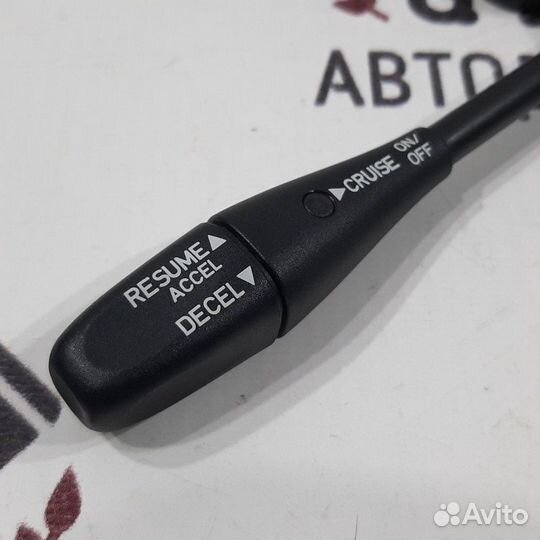 АВТО
CRUISE ON/
OFF
RESUME▲
ACCEL
DECEL▼
Avito